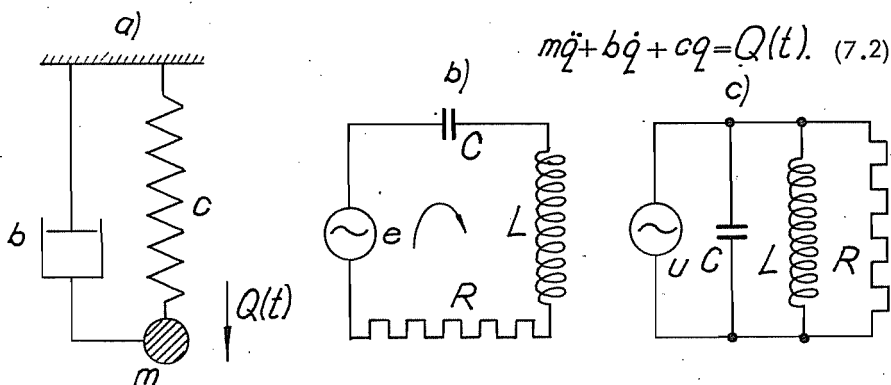 a)
mq̈ + bq̇ + cq = Q(t). (7.2)
b)
c)
C
b
c
e
L
u
C
L
R
R
Q(t)
m